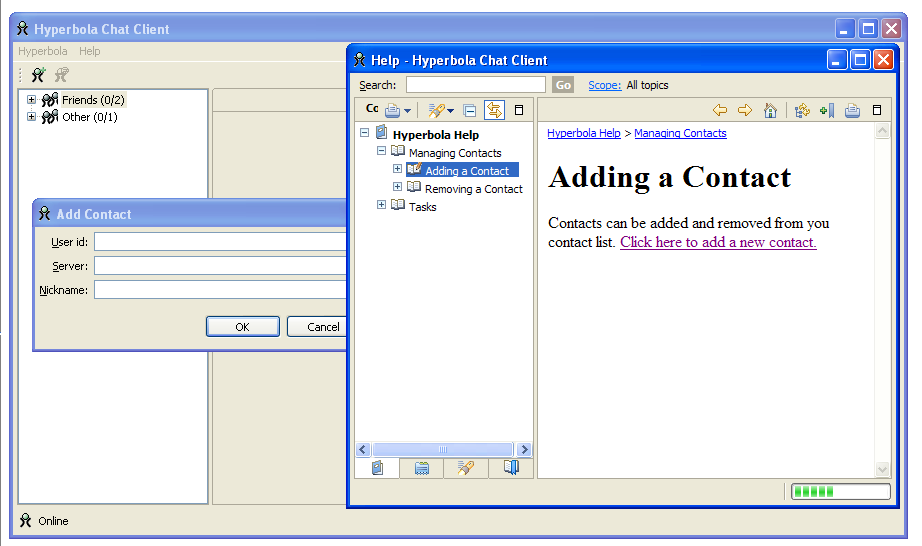 Hyperbola Chat Client
Hyperbola Help
Friends (0/2)
Other (0/1)
Add Contact
User id:
Server:
Nickname:
OK Cancel
Online
Help - Hyperbola Chat Client
Search: Go Scope: All topics
Hyperbola Help
Managing Contacts
Adding a Contact
Removing a Contact
Tasks
Hyperbola Help > Managing Contacts
Adding a Contact
Contacts can be added and removed from you
contact list. Click here to add a new contact.